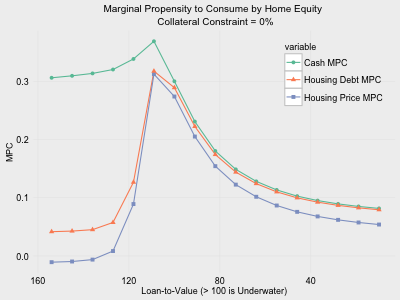 Marginal Propensity to Consume by Home Equity
Collateral Constraint = 0%
variable
Cash MPC
Housing Debt MPC
Housing Price MPC
MPC
0.3
0.2
0.1
0.0
160
120
80
40
Loan-to-Value (> 100 is Underwater)